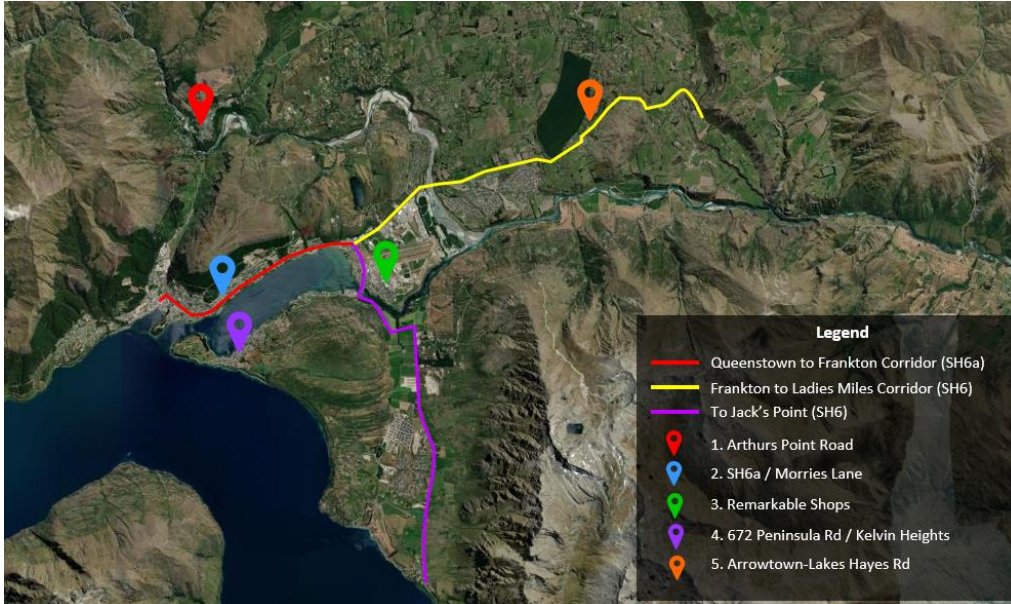 Legend
Queenstown to Frankton Corridor (SH6a)
Frankton to Ladies Miles Corridor (SH6)
To Jack's Point (SH6)
1. Arthurs Point Road
2. SH6a / Morries Lane
3. Remarkable Shops
4. 672 Peninsula Rd / Kelvin Heights
5. Arrowtown-Lakes Hayes Rd